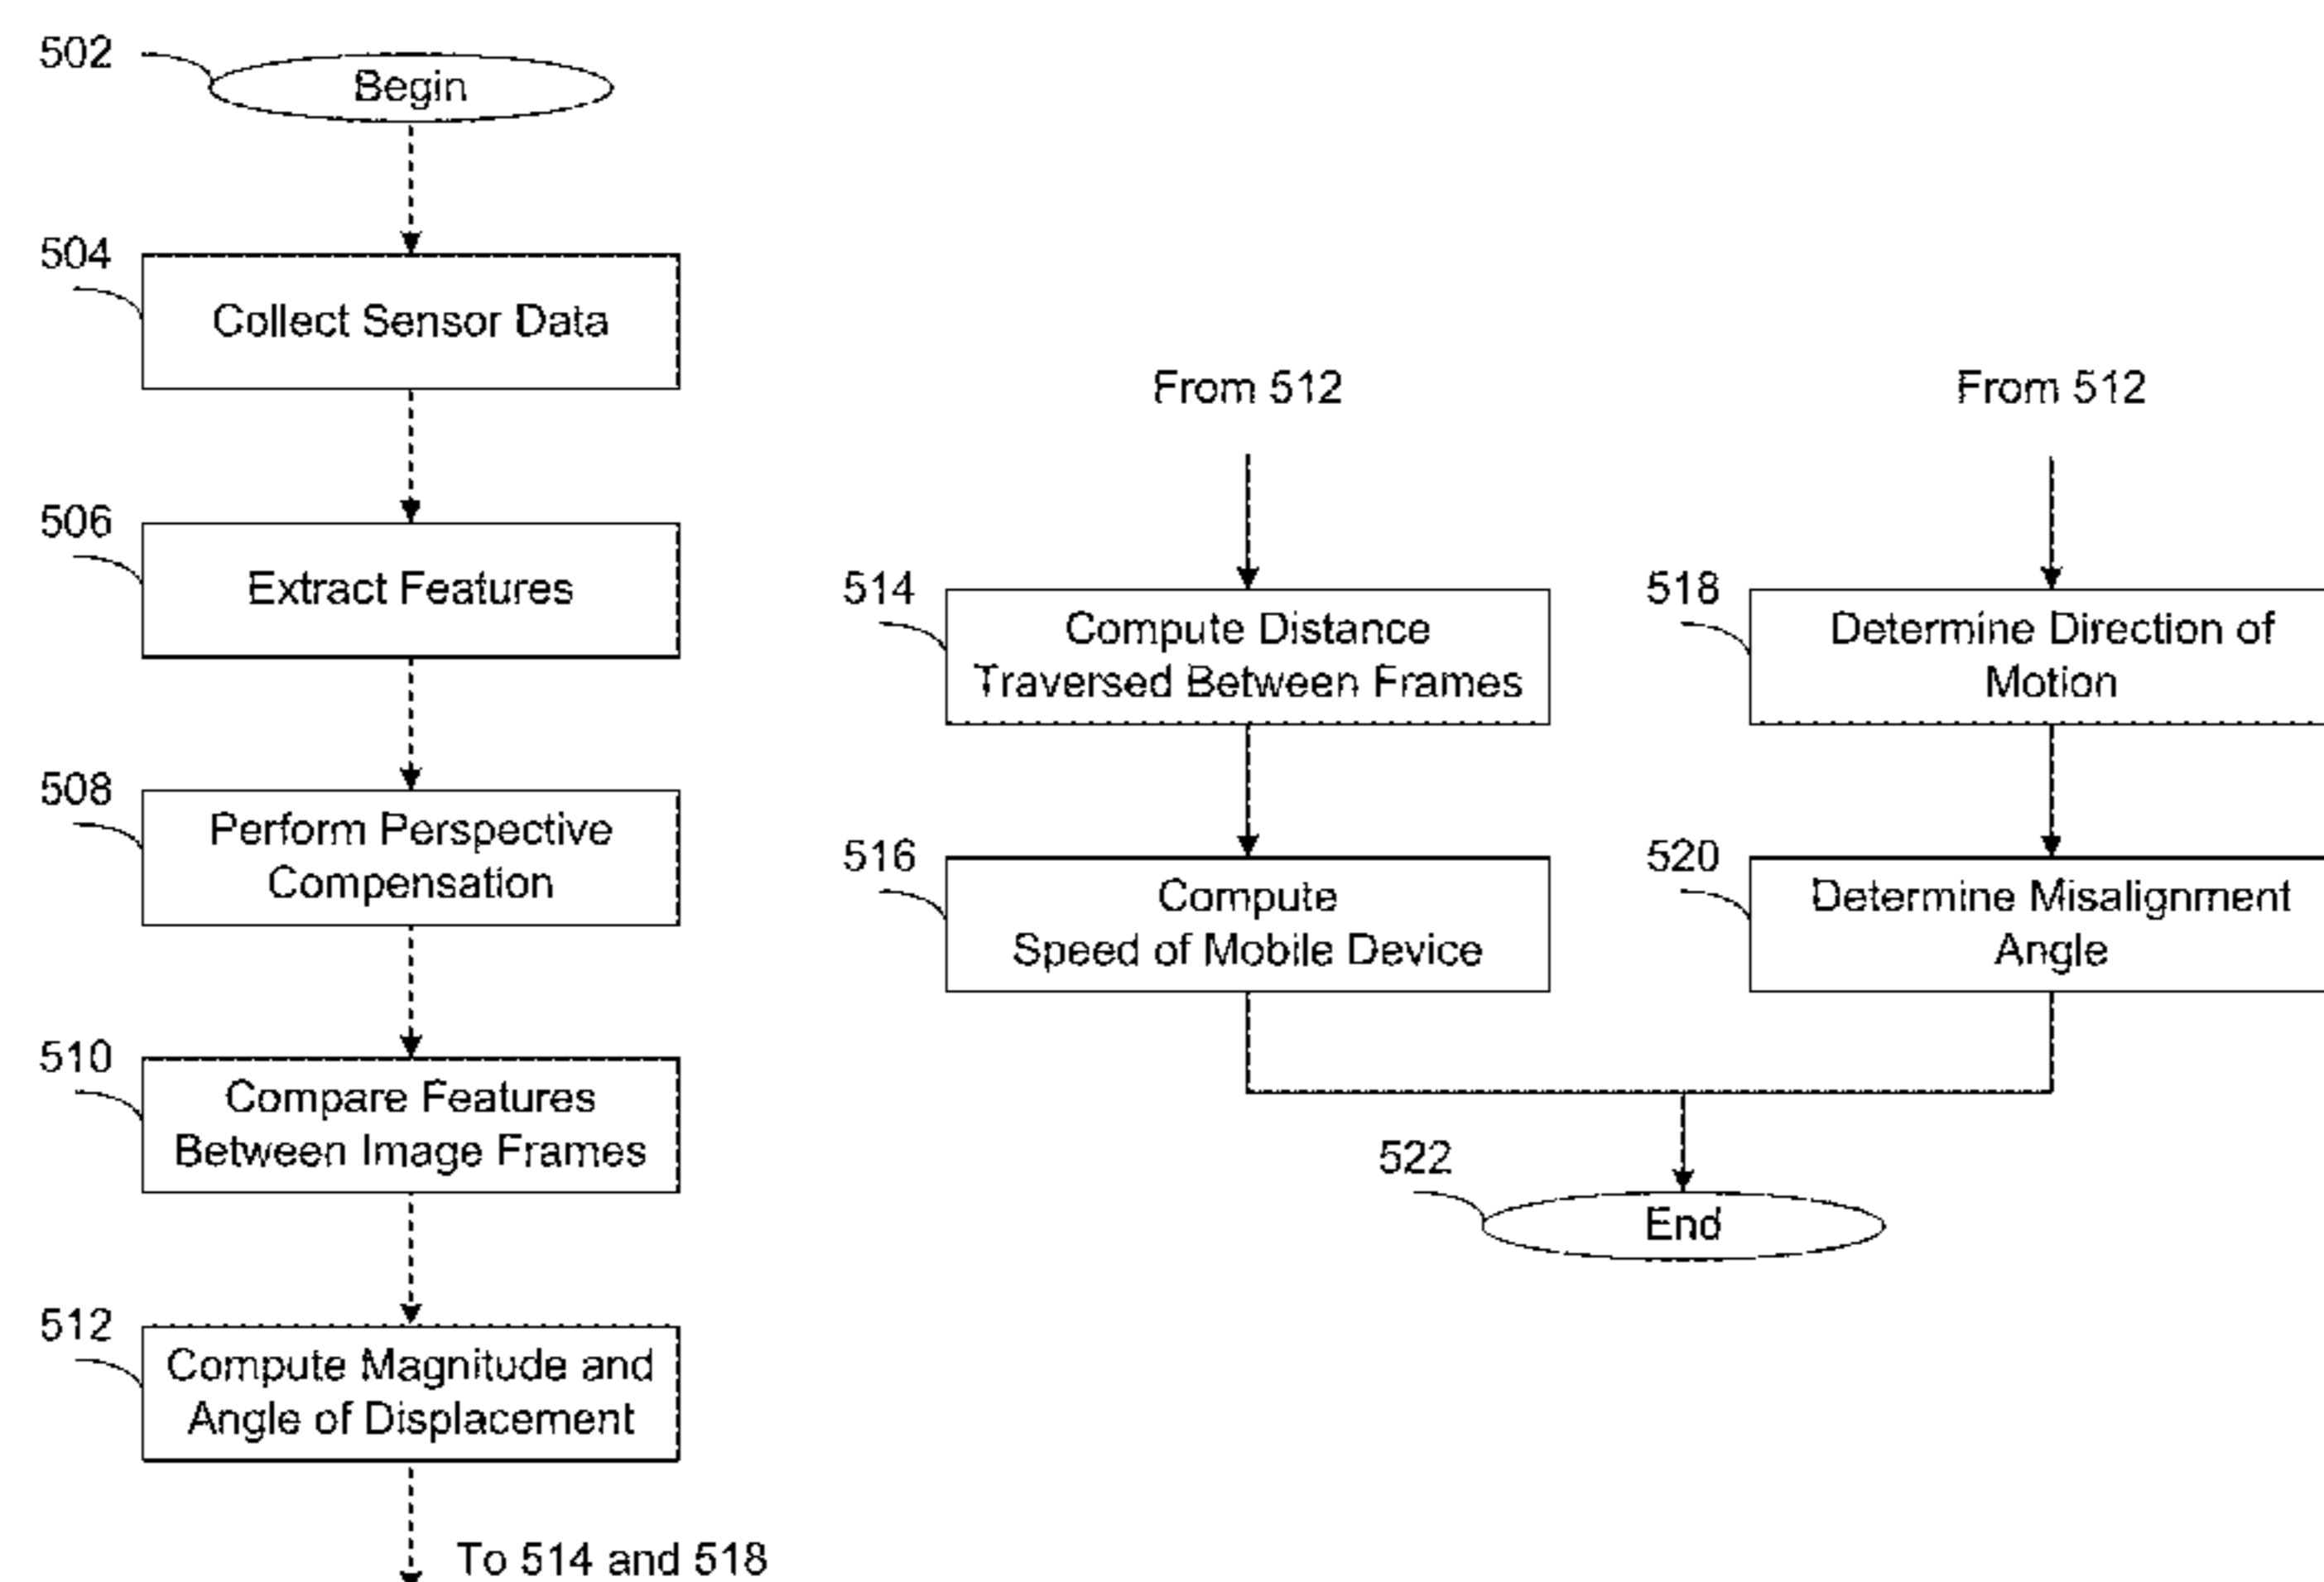 502
Begin
504
Collect Sensor Data
506
Extract Features
508
Perform Perspective
Compensation
510
Compare Features
Between Image Frames
512
Compute Magnitude and
Angle of Displacement
To 514 and 518
From 512
514
Compute Distance
Traversed Between Frames
516
Compute
Speed of Mobile Device
From 512
518
Determine Direction of
Motion
520
Determine Misalignment
Angle
522
End